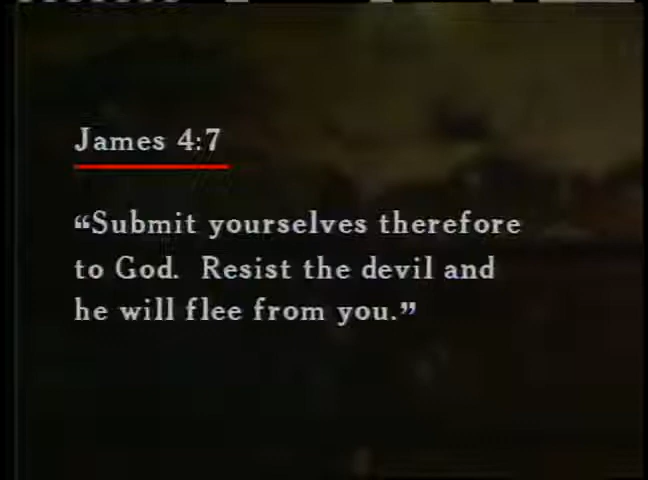 James 4:7
“Submit yourselves therefore
to God.  Resist the devil and
he will flee from you.”